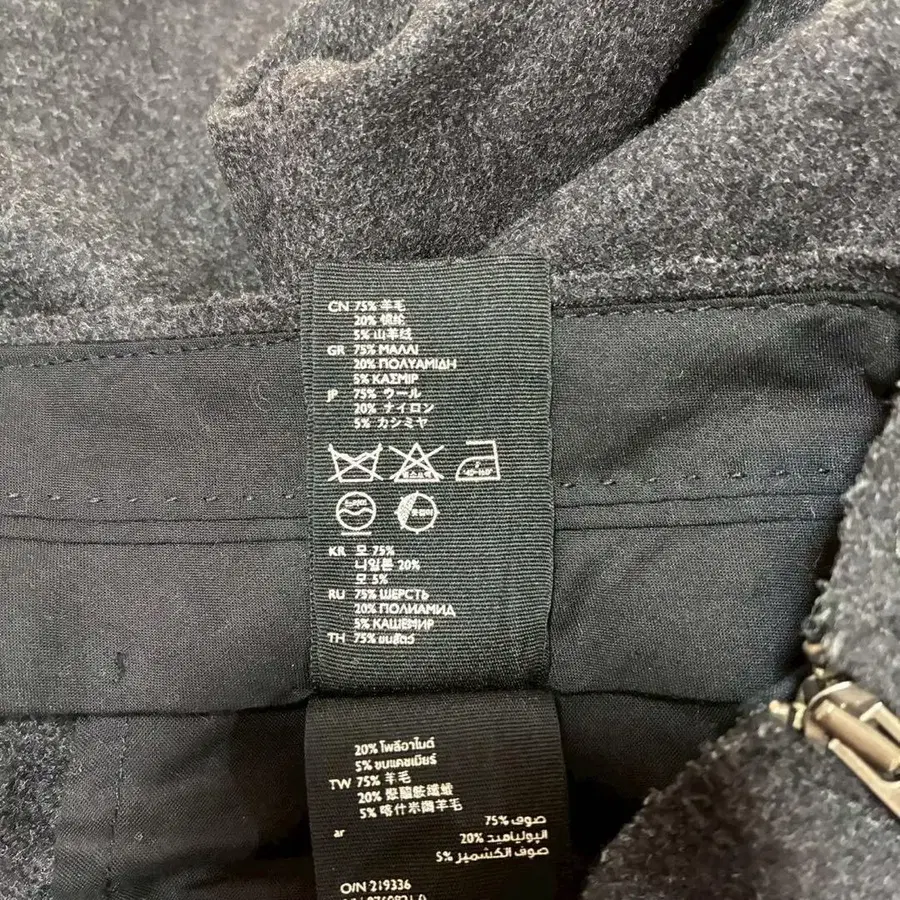 CN 75% 羊毛
20% 锦纶
5% 山羊绒
GR 75% ΜΑΛΛΙ
20% ΠΟΛΥΑΜΙΔΗ
5% ΚΑΣΜΙΡ
JP 75% ウール
20% ナイロン
5% カシミヤ
KR 모 75%
나일론 20%
모 5%
RU 75% ШЕРСТЬ
20% ПОЛИАМИД
5% КАШЕМИР
TH 75% ขนสัตว์
20% โพลีอาไมด์
5% ขนแคชเมียร์
TW 75% 羊毛
20% 聚醯胺纖維
5% 喀什米爾羊毛
ar
75% صوف
20% البولياميد
5% صوف الكشمير
O/N 219336